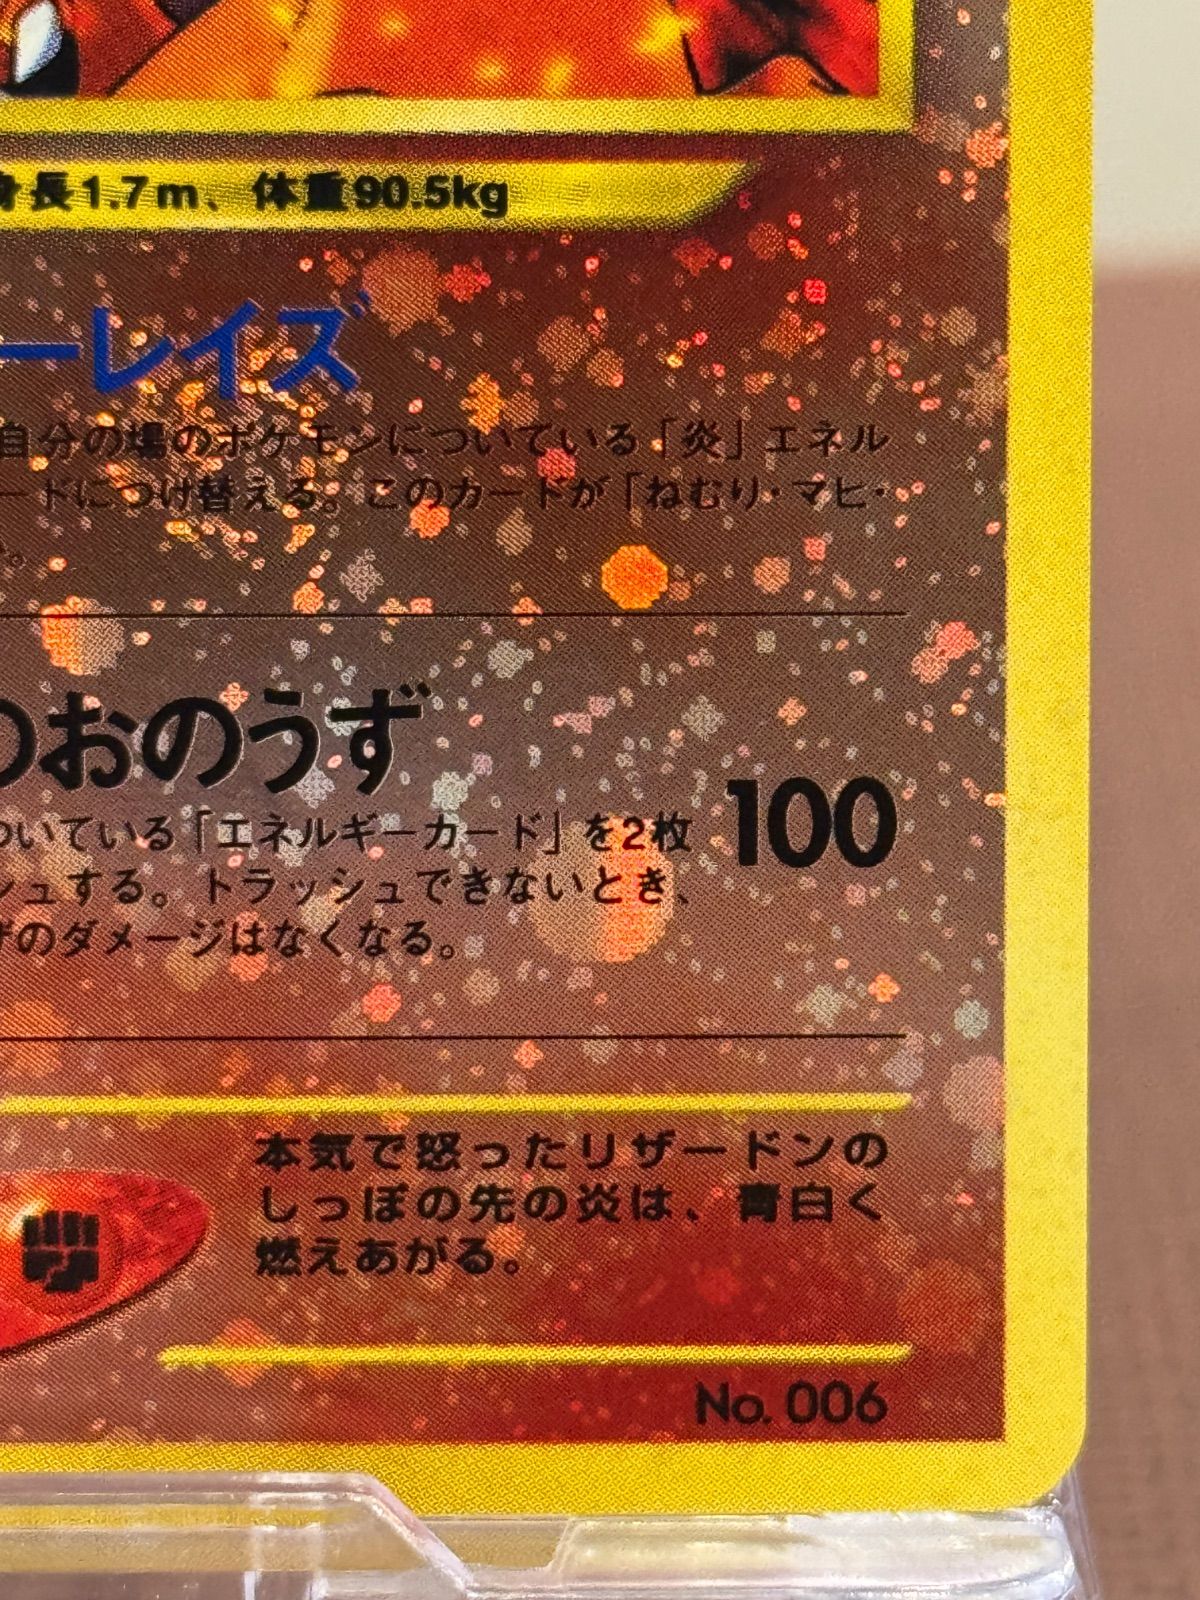 身長1.7m、体重90.5kg
ーレイズ
自分の場のポケモンについている「炎」エネル
ードにつけ替える。このカードが「ねむり・マヒ・
。
おのうず
ついている「エネルギーカード」を2枚
シュする。トラッシュできないとき、
ザのダメージはなくなる。
100
本気で怒ったリザードンの
しっぽの先の炎は、青白く
燃えあがる。
No. 006